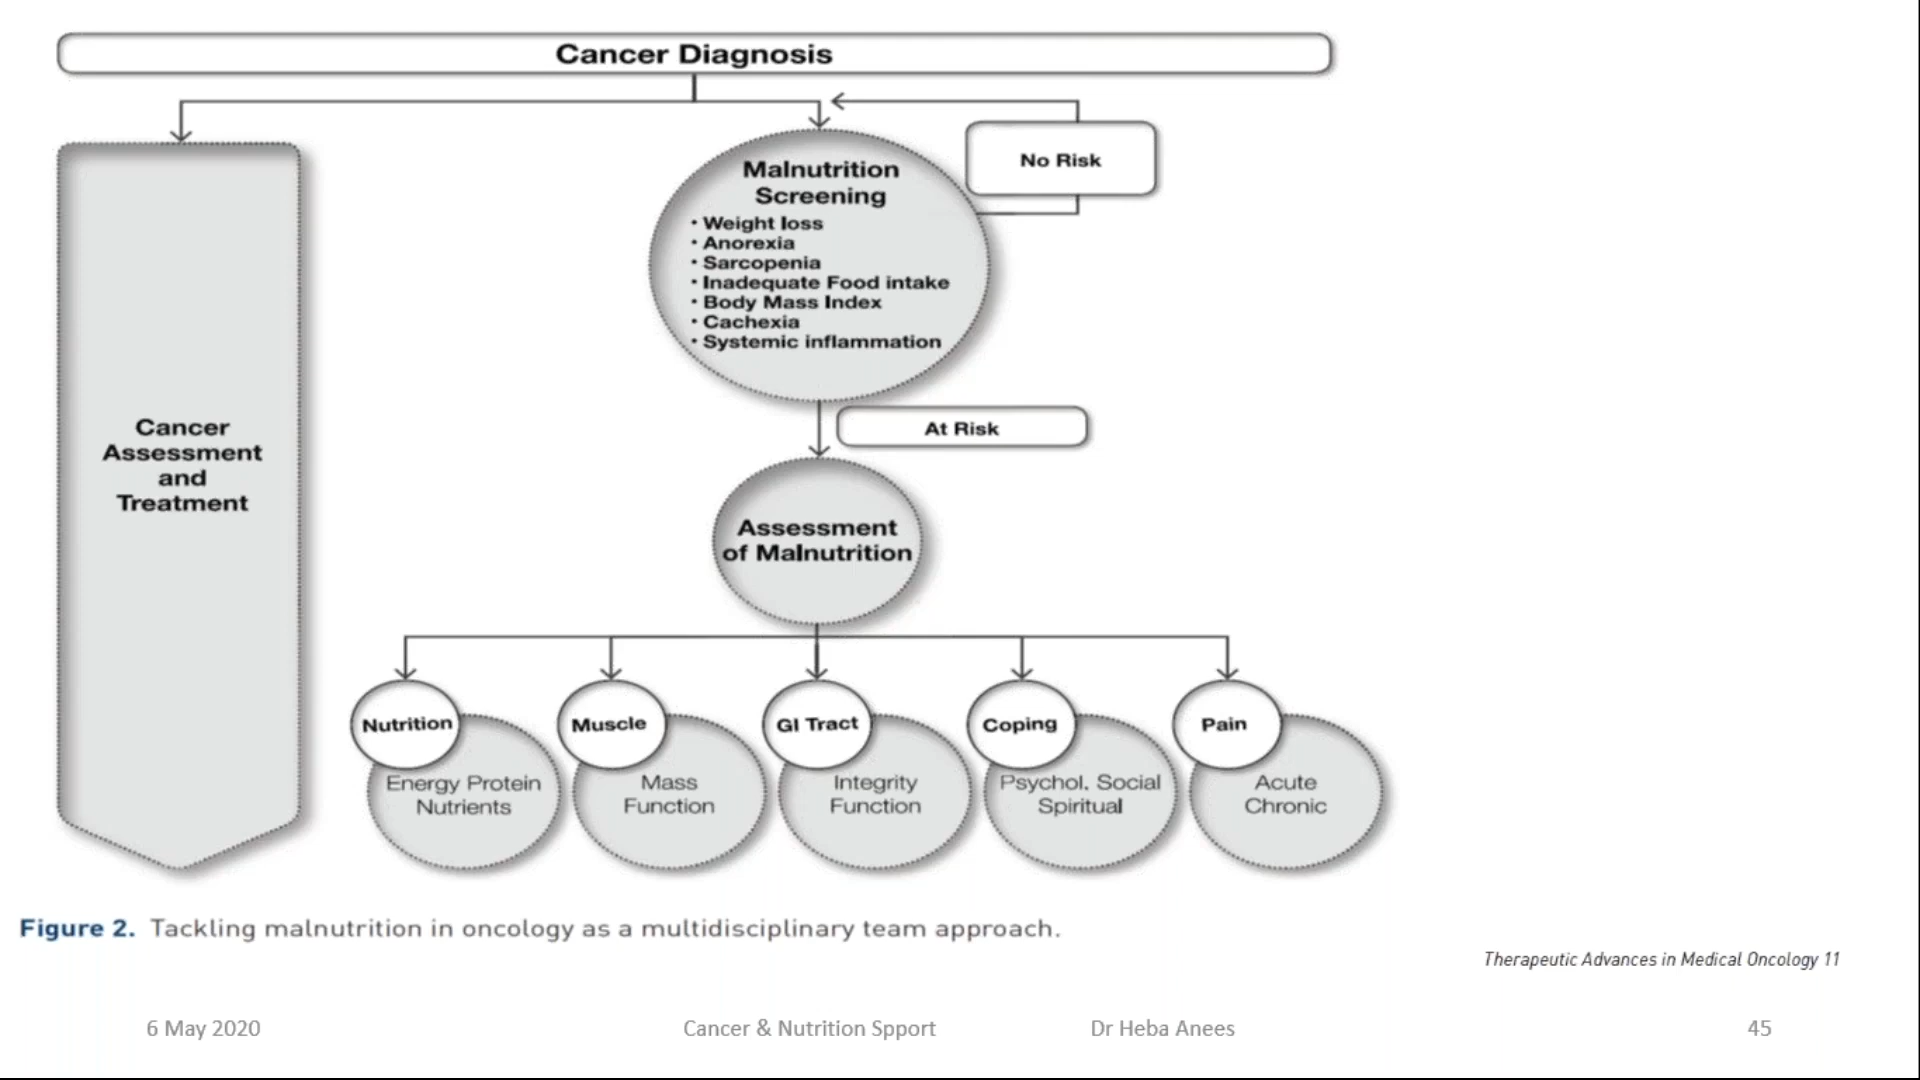 Cancer Diagnosis
No Risk
Malnutrition
Screening
• Weight loss
• Anorexia
• Sarcopenia
• Inadequate Food intake
• Body Mass Index
• Cachexia
• Systemic inflammation
Cancer
Assessment
and
Treatment
At Risk
Assessment
of Malnutrition
Nutrition
Energy Protein
Nutrients
Muscle
Mass
Function
GI Tract
Integrity
Function
Coping
Psychol. Social
Spiritual
Pain
Acute
Chronic
Figure 2. Tackling malnutrition in oncology as a multidisciplinary team approach.
Therapeutic Advances in Medical Oncology 11
6 May 2020
Cancer & Nutrition Spport
Dr Heba Anees
45